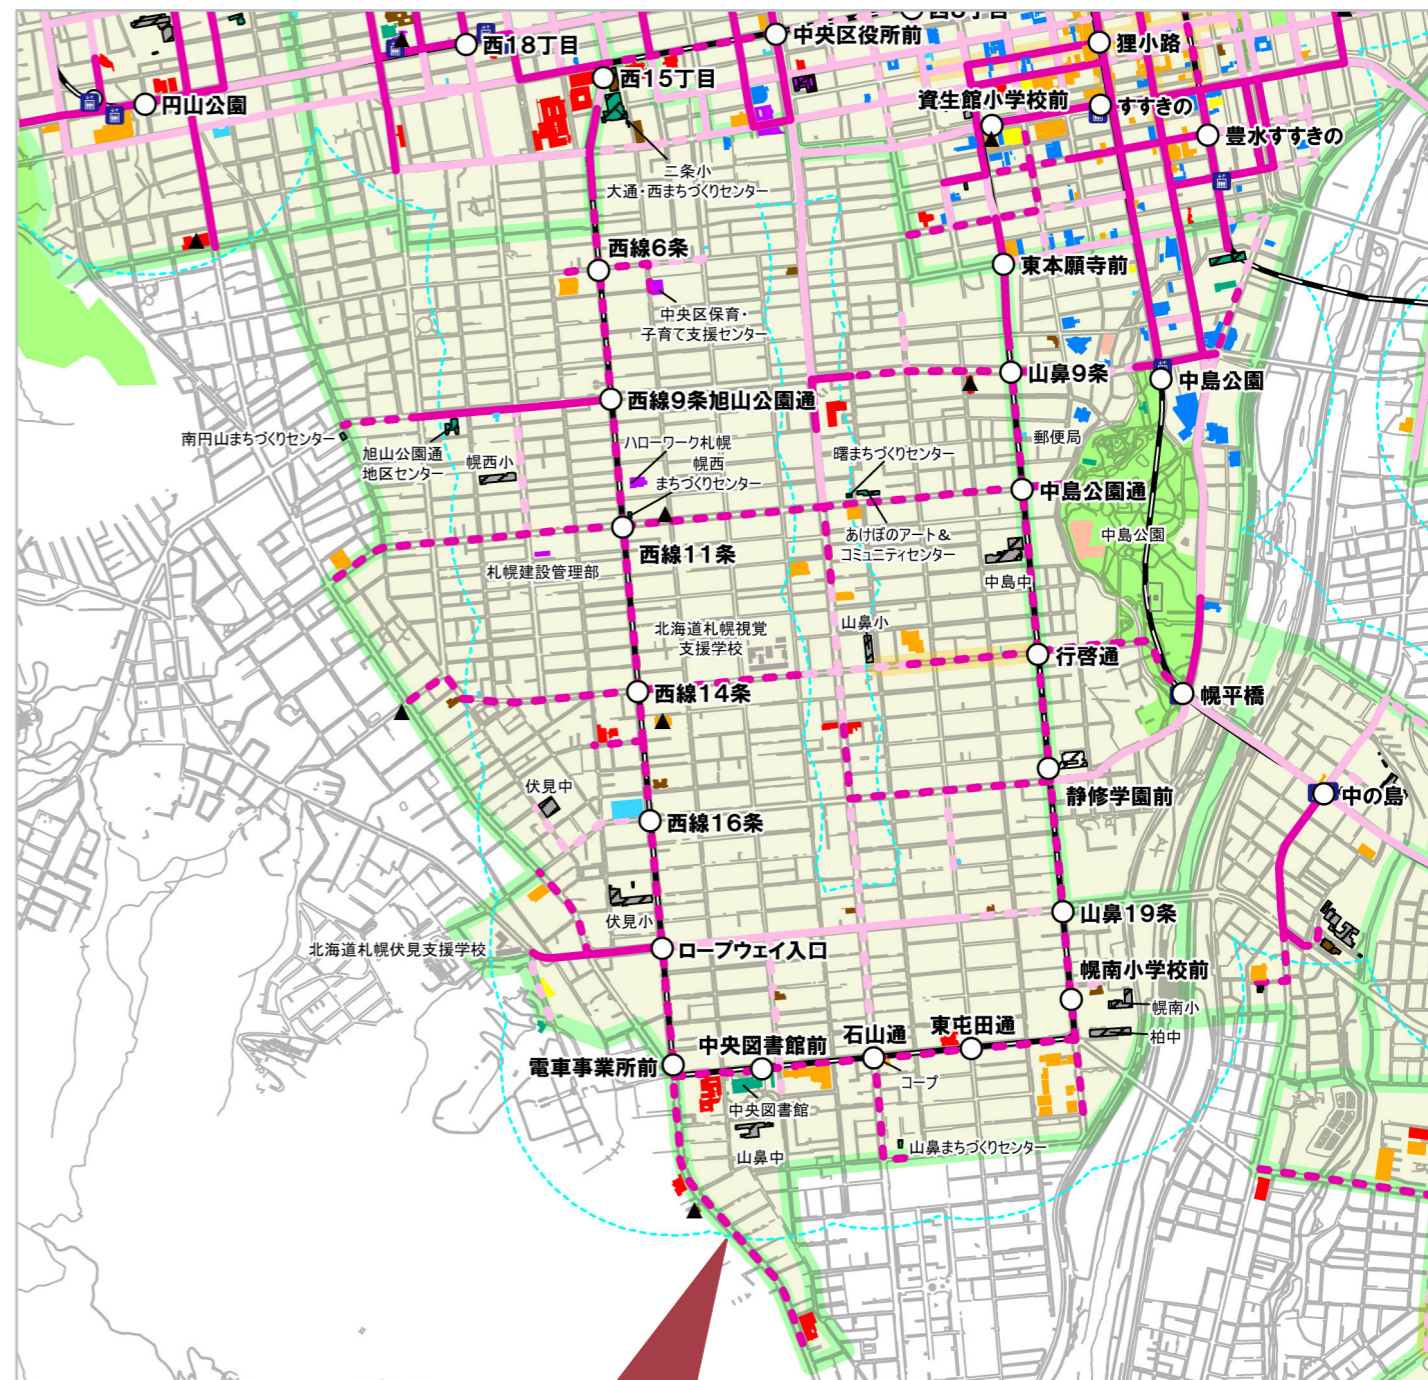 西18丁目
中央区役所前
狸小路
西15丁目
円山公園
資生館小学校前
すすきの
豊水すすきの
二条小
大通・西まちづくりセンター
西線6条
東本願寺前
中央区保育・
子育て支援センター
山鼻9条
中島公園
西線9条旭山公園通
南円山まちづくりセンター
旭山公園通
地区センター
幌西小
ハローワーク札幌
幌西
まちづくりセンター
曙まちづくりセンター
郵便局
中島公園通
西線11条
あけぼのアート&
コミュニティセンター
中島公園
札幌建設管理部
中島中
北海道札幌視覚
支援学校
山鼻小
行啓通
西線14条
幌平橋
伏見中
静修学園前
中の島
西線16条
伏見小
山鼻19条
北海道札幌伏見支援学校
ロープウェイ入口
幌南小学校前
幌南小
柏中
電車事業所前
中央図書館前
石山通
東屯田通
コープ
中央図書館
山鼻中
山鼻まちづくりセンター